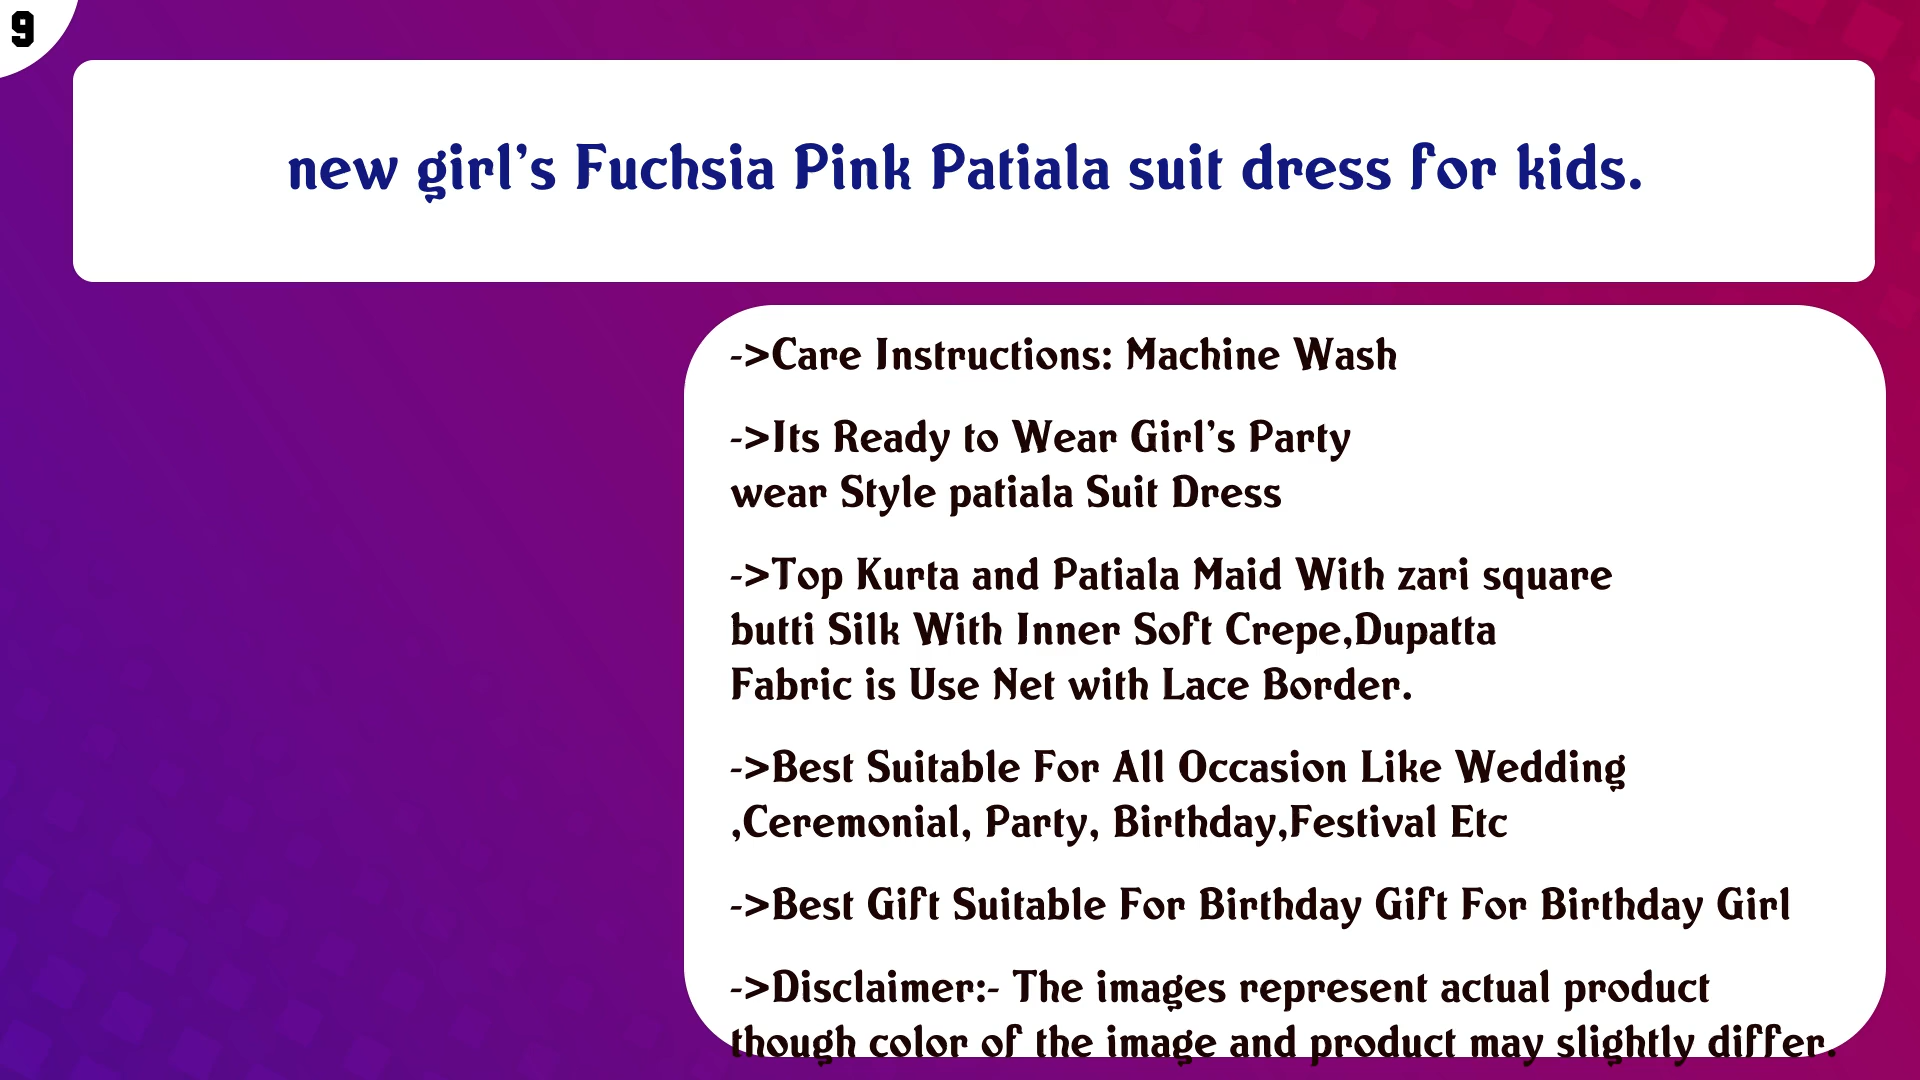 9
new girl's Fuchsia Pink Patiala suit dress for kids.
->Care Instructions: Machine Wash
->Its Ready to Wear Girl's Party
wear Style patiala Suit Dress
->Top Kurta and Patiala Maid With zari square
butti Silk With Inner Soft Crepe,Dupatta
Fabric is Use Net with Lace Border.
->Best Suitable For All Occasion Like Wedding
,Ceremonial, Party, Birthday,Festival Etc
->Best Gift Suitable For Birthday Gift For Birthday Girl
->Disclaimer:- The images represent actual product
though color of the image and product may slightly differ.